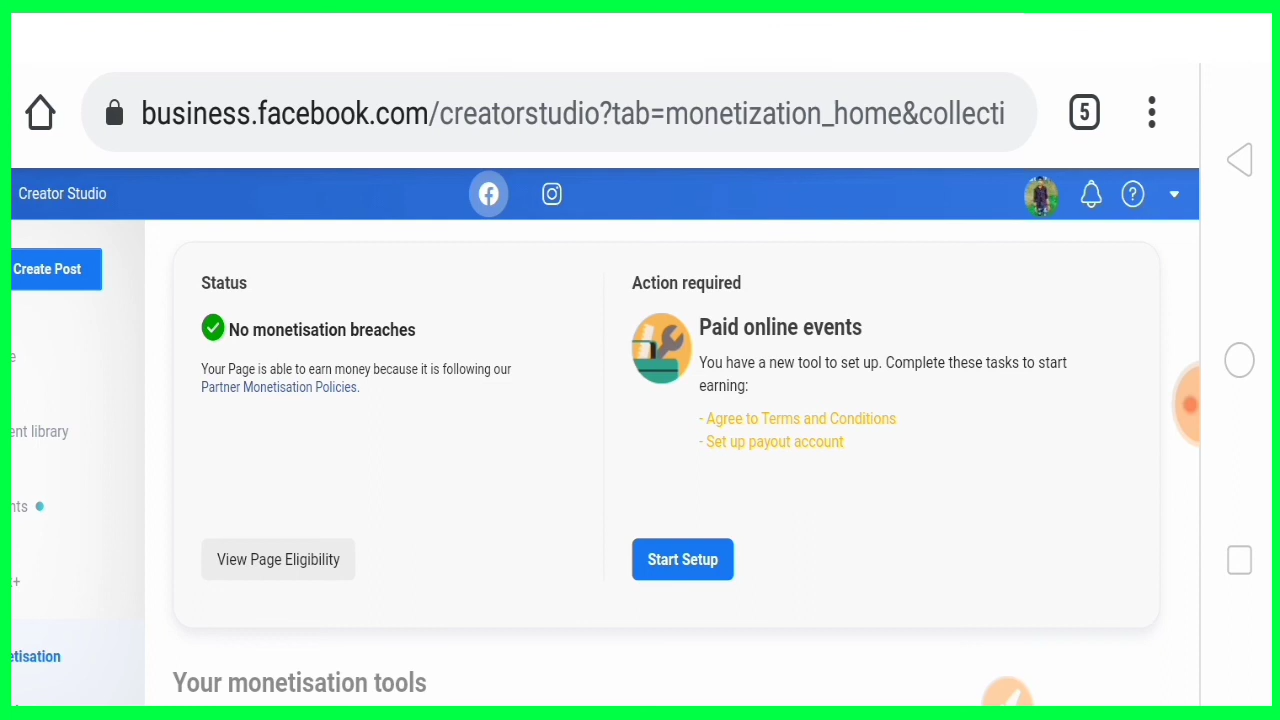 business.facebook.com/creatorstudio?tab=monetization_home&collecti
5
Creator Studio
?
Create Post
Status
No monetisation breaches
Your Page is able to earn money because it is following our
Partner Monetisation Policies.
View Page Eligibility
Action required
Paid online events
You have a new tool to set up. Complete these tasks to start
earning:
- Agree to Terms and Conditions
- Set up payout account
Start Setup
e
ent library
nts
+
etisation
Your monetisation tools